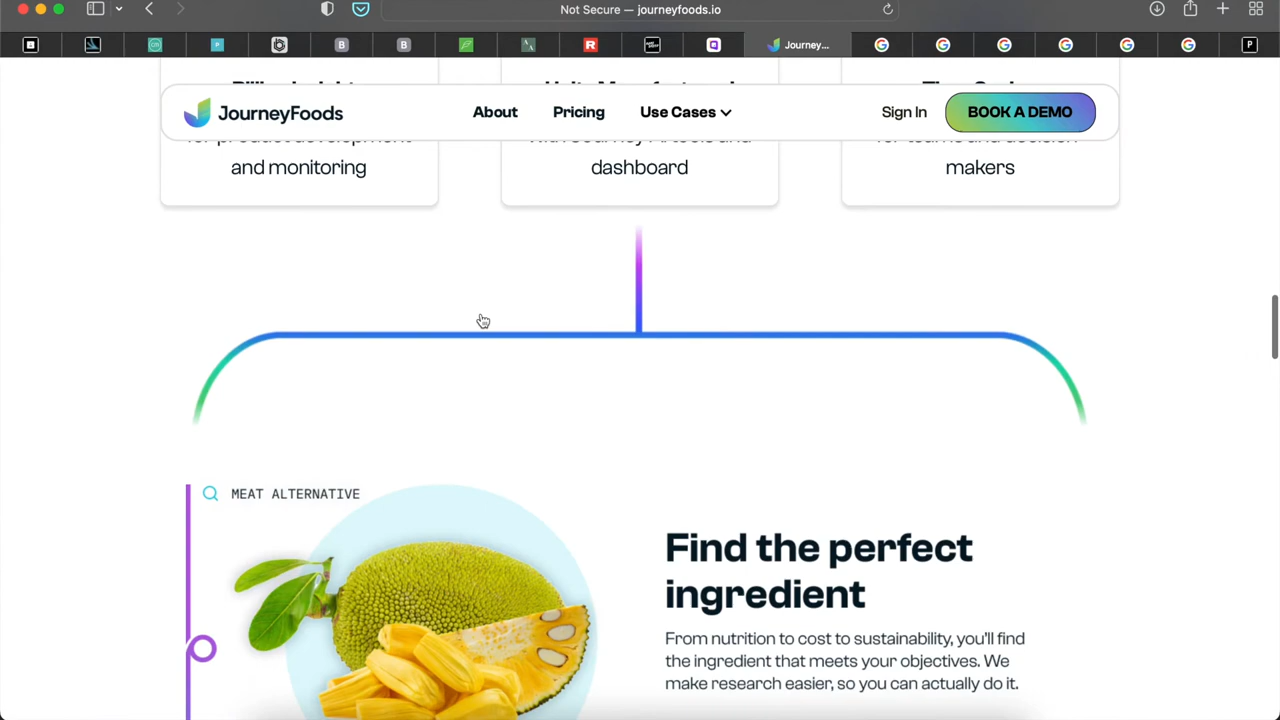 Not Secure — journeyfoods.io
Journey...
JourneyFoods
About
Pricing
Use Cases
Sign In
BOOK A DEMO
and monitoring
dashboard
makers
MEAT ALTERNATIVE
Find the perfect
ingredient
From nutrition to cost to sustainability, you'll find
the ingredient that meets your objectives. We
make research easier, so you can actually do it.